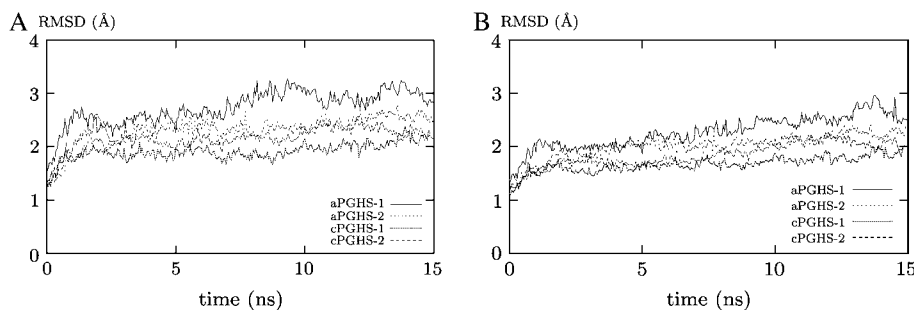 A RMSD (Å)
4
3
2
1
0
aPGHS-1
aPGHS-2
cPGHS-1
cPGHS-2
0 5 10 15
time (ns)
B RMSD (Å)
4
3
2
1
0
aPGHS-1
aPGHS-2
cPGHS-1
cPGHS-2
0 5 10 15
time (ns)